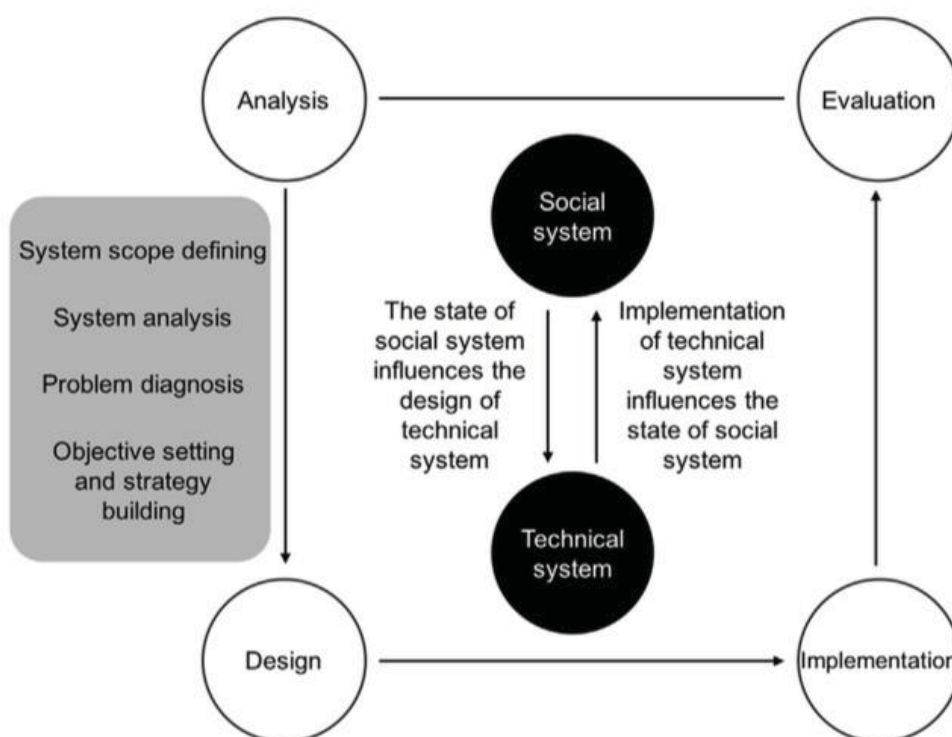 Analysis
Evaluation
Social
system
System scope defining
System analysis
Problem diagnosis
Objective setting
and strategy
building
The state of
social system
influences the
design of
technical
system
Implementation
of technical
system
influences the
state of social
system
Technical
system
Design
Implementation